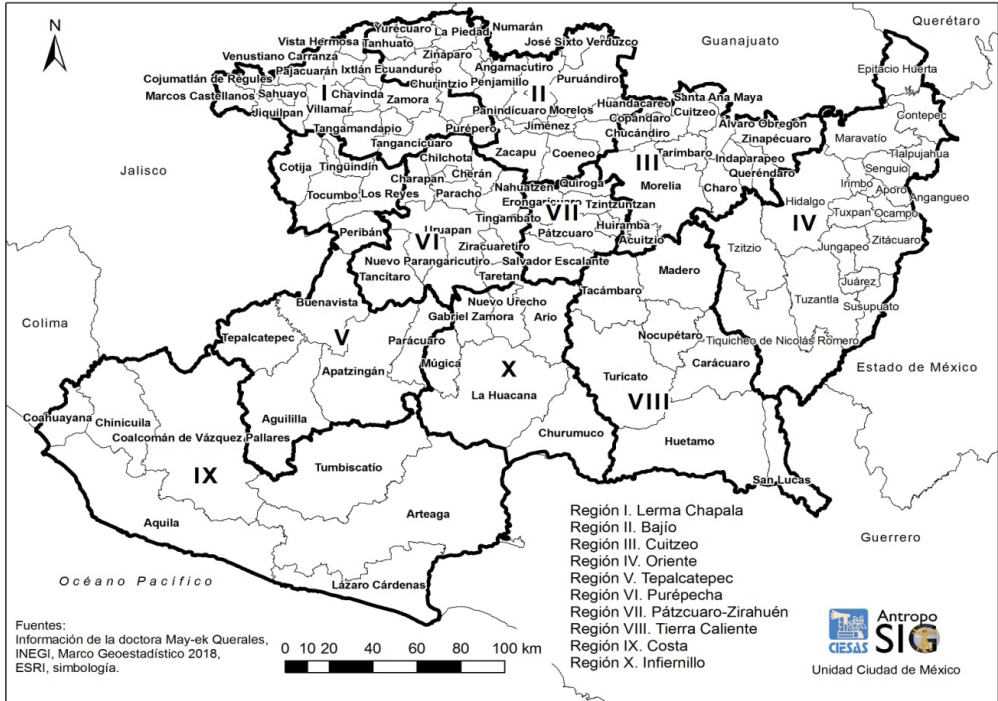 N
Querétaro
Guanajuato
Yurécuaro
La Piedad
Numarán
Vista Hermosa
Tanhuato
José Sixto Verduzco
Venustiano Carranza
Zináparo
Pajacuarán
Ixtlán
Ecuandureo
Angamacutiro
Epitacio Huerta
Cojumatlán de Régules
Churintzio
Penjamillo
Puruándiro
Marcos Castellanos
Sahuayo
I
Chavinda
Zamora
II
Huandacareo
Santa Ana Maya
Contepec
Jiquilpan
Villamar
Panindícuaro
Morelos
Copándaro
Cuitzeo
Alvaro Obregón
Tangamandapio
Purépero
Jiménez
Chucándiro
Zinapécuaro
Maravatío
Tangancícuaro
Tlalpujahua
Chilchota
Zacapu
Coeneo
Tarímbaro
Indaparapeo
Senguio
Jalisco
Cotija
Tingüindín
Charapan
Cherán
III
Queréndaro
Irimbo
Aporo
Tocumbo
Los Reyes
Paracho
Nahuatzen
Quiroga
Morelia
Charo
Hidalgo
Angangueo
Erongarícuaro
Tzintzuntzan
Tingambato
VII
Tuxpan
Ocampo
Peribán
Uruapan
Pátzcuaro
Huiramba
IV
VI
Ziracuaretiro
Acuitzio
Tzitzio
Jungapeo
Zitácuaro
Nuevo Parangaricutiro
Salvador Escalante
Tancítaro
Taretan
Madero
Juárez
Buenavista
Nuevo Urecho
Tacámbaro
Tuzantla
Susupuato
Colima
Gabriel Zamora
Ario
Tepalcatepec
V
Parácuaro
Nocupétaro
Tiquicheo de Nicolás Romero
Múgica
Carácuaro
Estado de México
Apatzingán
X
Turicato
La Huacana
VIII
Coahuayana
Chinicuila
Aguililla
Coalcomán de Vázquez Pallares
Churumuco
Huetamo
Tumbiscatío
IX
San Lucas
Aquila
Arteaga
Guerrero
Océano Pacífico
Lázaro Cárdenas
Región I. Lerma Chapala
Región II. Bajío
Región III. Cuitzeo
Región IV. Oriente
Región V. Tepalcatepec
Región VI. Purépecha
Región VII. Pátzcuaro-Zirahuén
Región VIII. Tierra Caliente
Región IX. Costa
Región X. Infiernillo
Fuentes:
Información de la doctora May-ek Querales,
INEGI, Marco Geoestadístico 2018,
ESRI, simbología.
0 10 20 40 60 80 100 km
CIESAS
Antropo
SIG
Unidad Ciudad de México